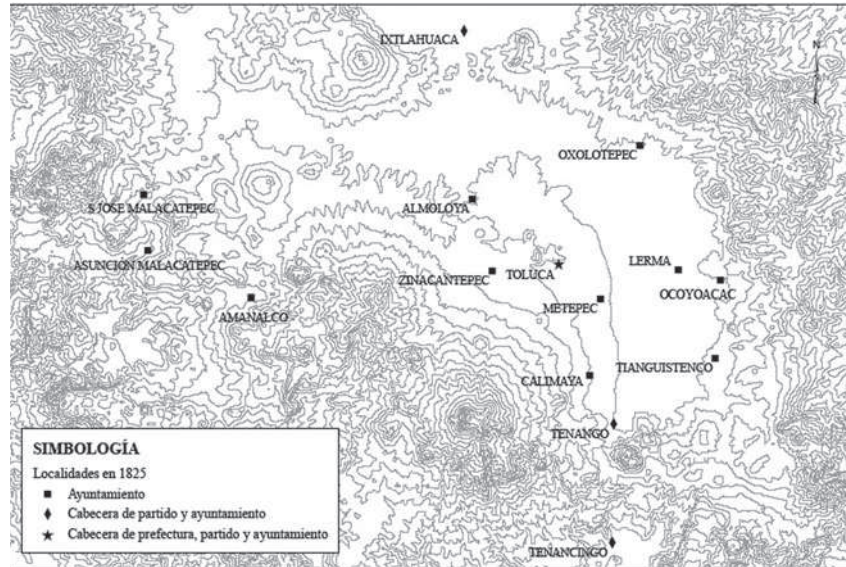 IXTLAHUACA
N
OXOLOTEPEC
S JOSE MALACATEPEC
ALMOLOYA
ASUNCIÓN MALACATEPEC
ZINACANTEPEC
TOLUCA
LERMA
OCOYOACAC
AMANALCO
METEPEC
CALIMAYA
TIANGUISTENCO
TENANGO
TENANCINGO
SIMBOLOGÍA
Localidades en 1825
Ayuntamiento
Cabecera de partido y ayuntamiento
Cabecera de prefectura, partido y ayuntamiento